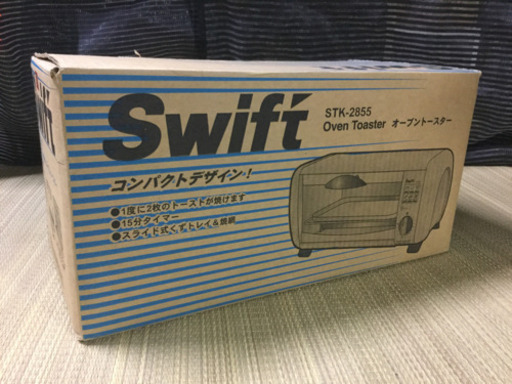 Swift
STK-2855
Oven Toaster オーブントースター
コンパクトデザイン!
●1度に2枚のトーストが焼けます
●15分タイマー
●スライド式くずトレイ&焼網